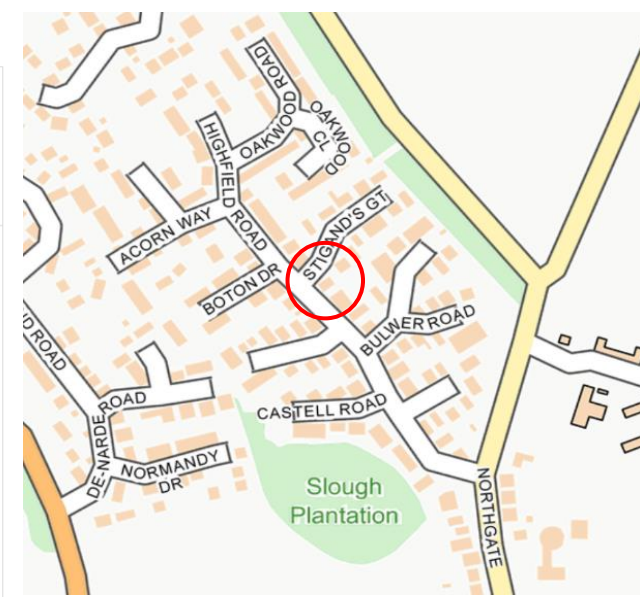 OAKWOOD ROAD
OAKWOOD
CL
HIGHFIELD ROAD
ACORN WAY
STIGAND'S GT
BOTON DR
BULWER ROAD
CASTELL ROAD
ROAD
DE-NARDE ROAD
NORMANDY
DR
Slough
Plantation
NORTHGATE